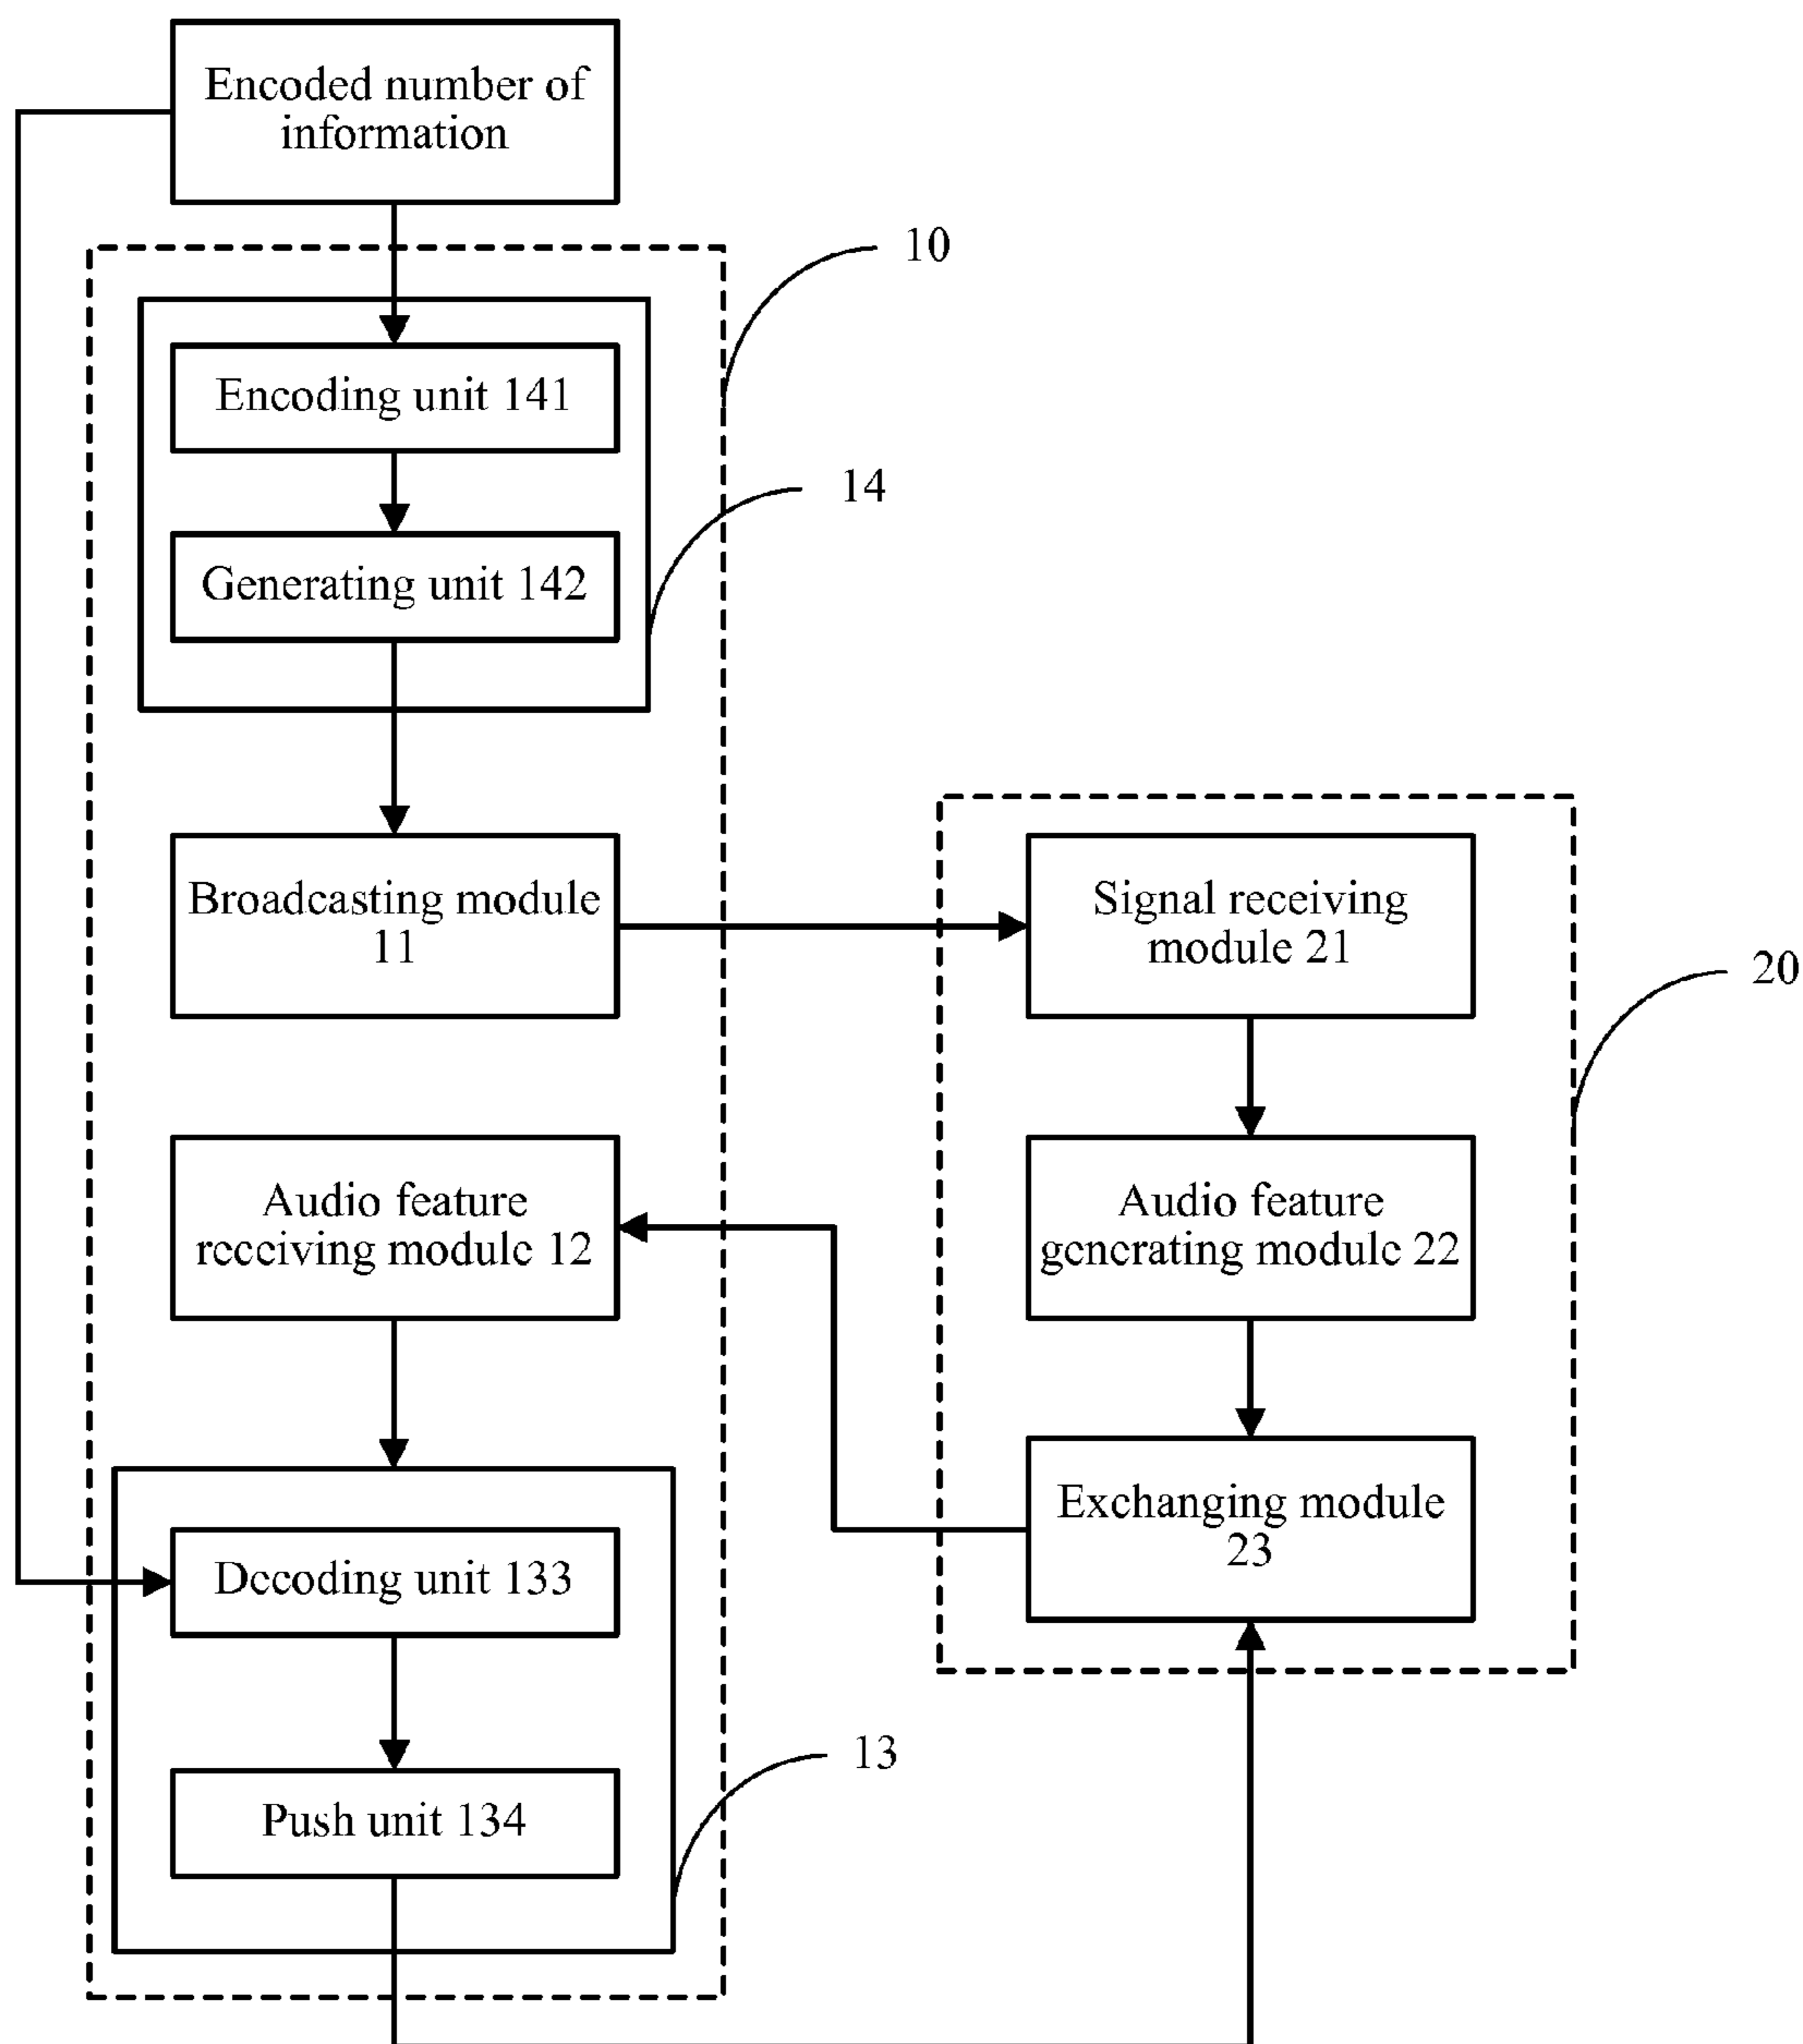 Encoded number of
information
10
Encoding unit 141
14
Generating unit 142
Broadcasting module
11
Signal receiving
module 21
20
Audio feature
receiving module 12
Audio feature
generating module 22
Exchanging module
23
Decoding unit 133
13
Push unit 134